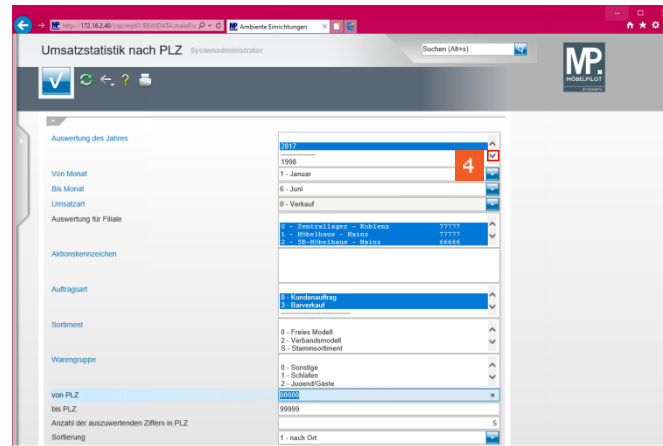 http://172.16.2.40/csp/mp61/BEWIDATA.mainFrz
Ambiente Einrichtungen
Umsatzstatistik nach PLZ Systemadministrator
Suchen (Alt+s)
MP.
MÖBELPILOT
Auswertung des Jahres
2017
1998
4
Von Monat
1 - Januar
Bis Monat
6 - Juni
Umsatzart
0 - Verkauf
Auswertung für Filiale
0 - Zentrallager - Koblenz 77777
1 - Möbelhaus - Mainz 77777
2 - SB-Möbelhaus - Mainz 66666
Aktionskennzeichen
Auftragsart
0 - Kundenauftrag
3 - Barverkauf
Sortiment
0 - Freies Modell
2 - Verbandsmodell
S - Stammsortiment
Warengruppe
0 - Sonstige
1 - Schlafen
2 - Jugend/Gäste
von PLZ
00000
bis PLZ
99999
Anzahl der auszuwertenden Ziffern in PLZ
5
Sortierung
1 - nach Ort